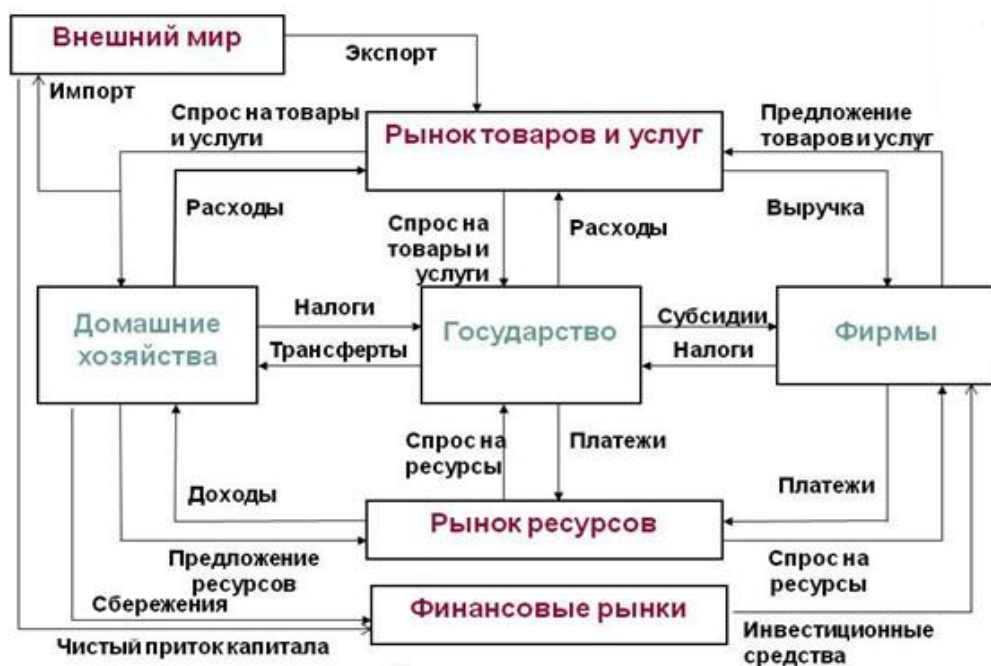 Внешний мир
Экспорт
Импорт
Спрос на товары
и услуги
Рынок товаров и услуг
Предложение
товаров и услуг
Расходы
Спрос на
товары и
услуги
Расходы
Выручка
Домашние
хозяйства
Налоги
Трансферты
Государство
Субсидии
Налоги
Фирмы
Спрос на
ресурсы
Платежи
Доходы
Платежи
Рынок ресурсов
Предложение
ресурсов
Спрос на
ресурсы
Сбережения
Финансовые рынки
Чистый приток капитала
Инвестиционные
средства